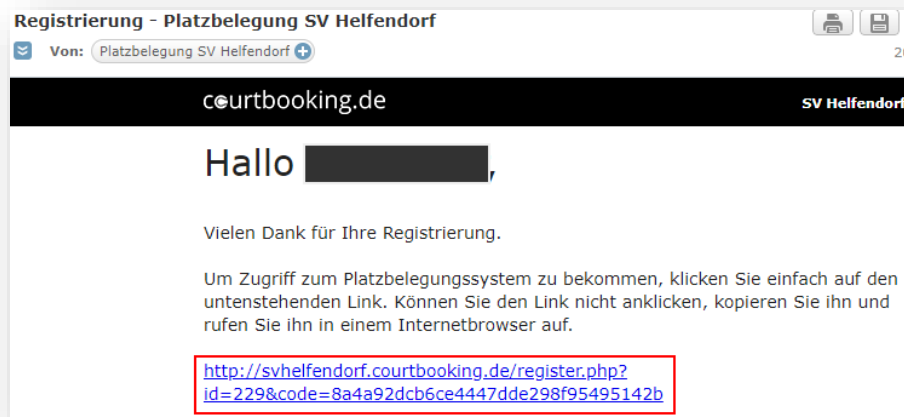 Registrierung - Platzbelegung SV Helfendorf
Von: Platzbelegung SV Helfendorf
20
courtbooking.de
SV Helfendorf
Hallo ,
Vielen Dank für Ihre Registrierung.
Um Zugriff zum Platzbelegungssystem zu bekommen, klicken Sie einfach auf den
untenstehenden Link. Können Sie den Link nicht anklicken, kopieren Sie ihn und
rufen Sie ihn in einem Internetbrowser auf.
http://svhelfendorf.courtbooking.de/register.php?
id=229&code=8a4a92dcb6ce4447dde298f95495142b